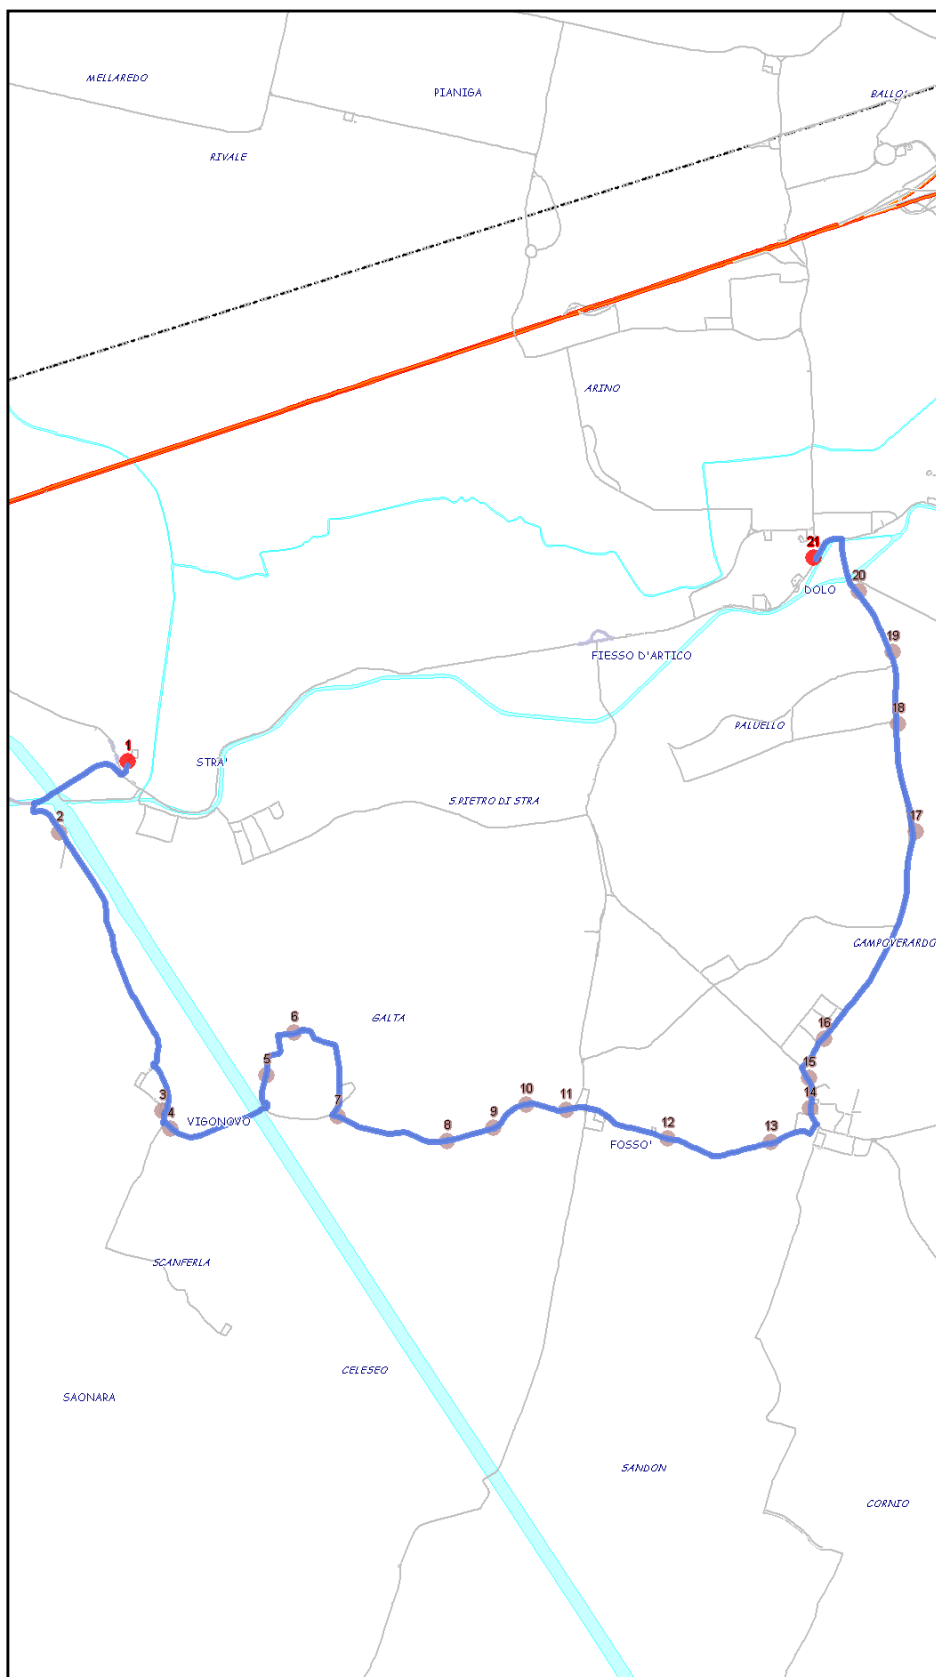 MELLAREDO
PIANIGA
BALLO'
RIVALE
ARINO
21
20
DOLO
19
FIESSO D'ARTICO
18
PALUELLO
1
STRA'
S.PIETRO DI STRA
2
17
CAMPOVERARDO
6
GALTA
16
5
15
3
4
VIGONOVO
7
10
11
14
9
8
12
FOSSO'
13
SCANFERLA
CELESEO
SAONARA
SANDON
CORNIO